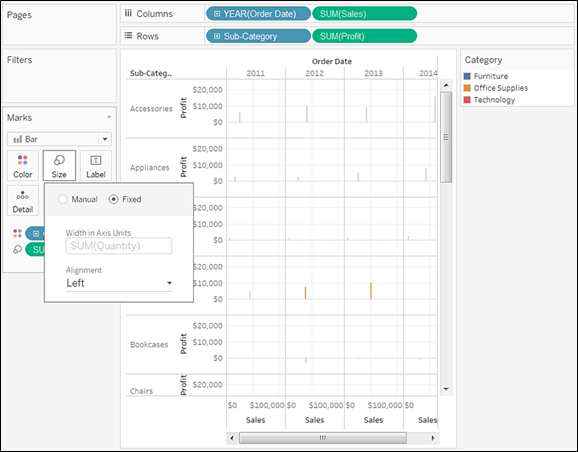 Pages
Columns
YEAR(Order Date)
SUM(Sales)
Rows
Sub-Category
SUM(Profit)
Filters
Marks
Bar
Color
Size
Label
Detail
Manual
Fixed
Width in Axis Units
SUM(Quantity)
Alignment
Left
Order Date
Sub-Categ..
2011
2012
2013
2014
Accessories
Profit
$20,000
$10,000
$0
Appliances
Profit
$20,000
$10,000
$0
$20,000
$10,000
$0
$20,000
$10,000
$0
Bookcases
Profit
$20,000
$10,000
$0
Chairs
Profit
$20,000
$0
$100,000
$0
$100,000
$0
$100,000
$0
Sales
Sales
Sales
Sales
Category
Furniture
Office Supplies
Technology